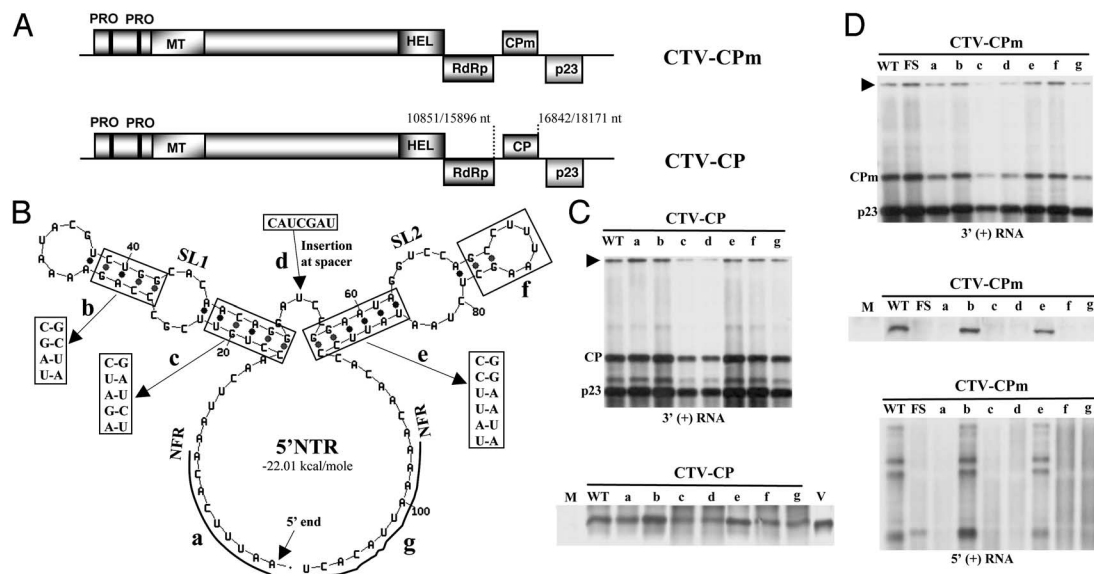 A
PRO PRO
MT
HEL
CPm
RdRp
p23
CTV-CPm
10851/15896 nt
16842/18171 nt
PRO PRO
MT
HEL
CP
RdRp
p23
CTV-CP
B
CAUCGAU
Insertion
at spacer
d
SL1
SL2
40
60
80
20
100
b
c
e
f
C-G
G-C
A-U
U-A
C-G
U-A
A-U
G-C
A-U
C-G
C-G
U-A
U-A
A-U
U-A
NFR
NFR
5'NTR
-22.01 kcal/mole
5' end
a
g
C
CTV-CP
WT a b c d e f g
CP
p23
3' (+) RNA
CTV-CP
M WT a b c d e f g V
D
CTV-CPm
WT FS a b c d e f g
CPm
p23
3' (+) RNA
CTV-CPm
M WT FS a b c d e f g
CTV-CPm
WT FS a b c d e f g
5' (+) RNA